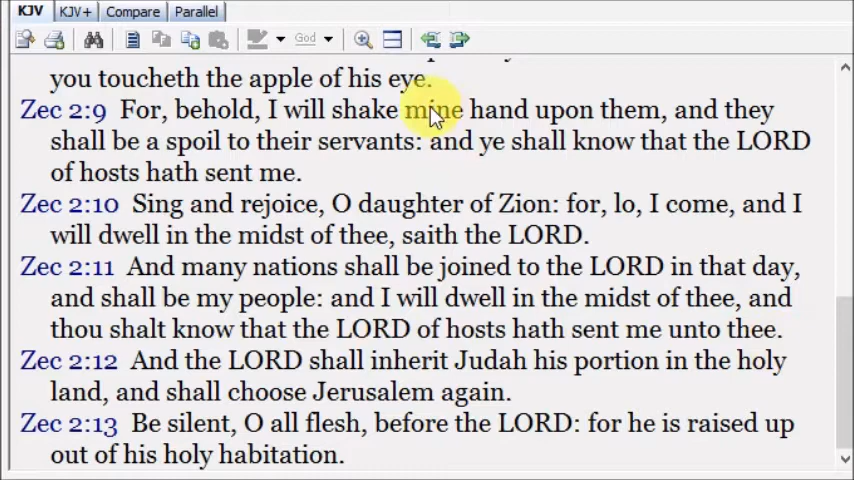 KJV KJV+ Compare Parallel
God
you toucheth the apple of his eye.
Zec 2:9 For, behold, I will shake mine hand upon them, and they
shall be a spoil to their servants: and ye shall know that the LORD
of hosts hath sent me.
Zec 2:10 Sing and rejoice, O daughter of Zion: for, lo, I come, and I
will dwell in the midst of thee, saith the LORD.
Zec 2:11 And many nations shall be joined to the LORD in that day,
and shall be my people: and I will dwell in the midst of thee, and
thou shalt know that the LORD of hosts hath sent me unto thee.
Zec 2:12 And the LORD shall inherit Judah his portion in the holy
land, and shall choose Jerusalem again.
Zec 2:13 Be silent, O all flesh, before the LORD: for he is raised up
out of his holy habitation.